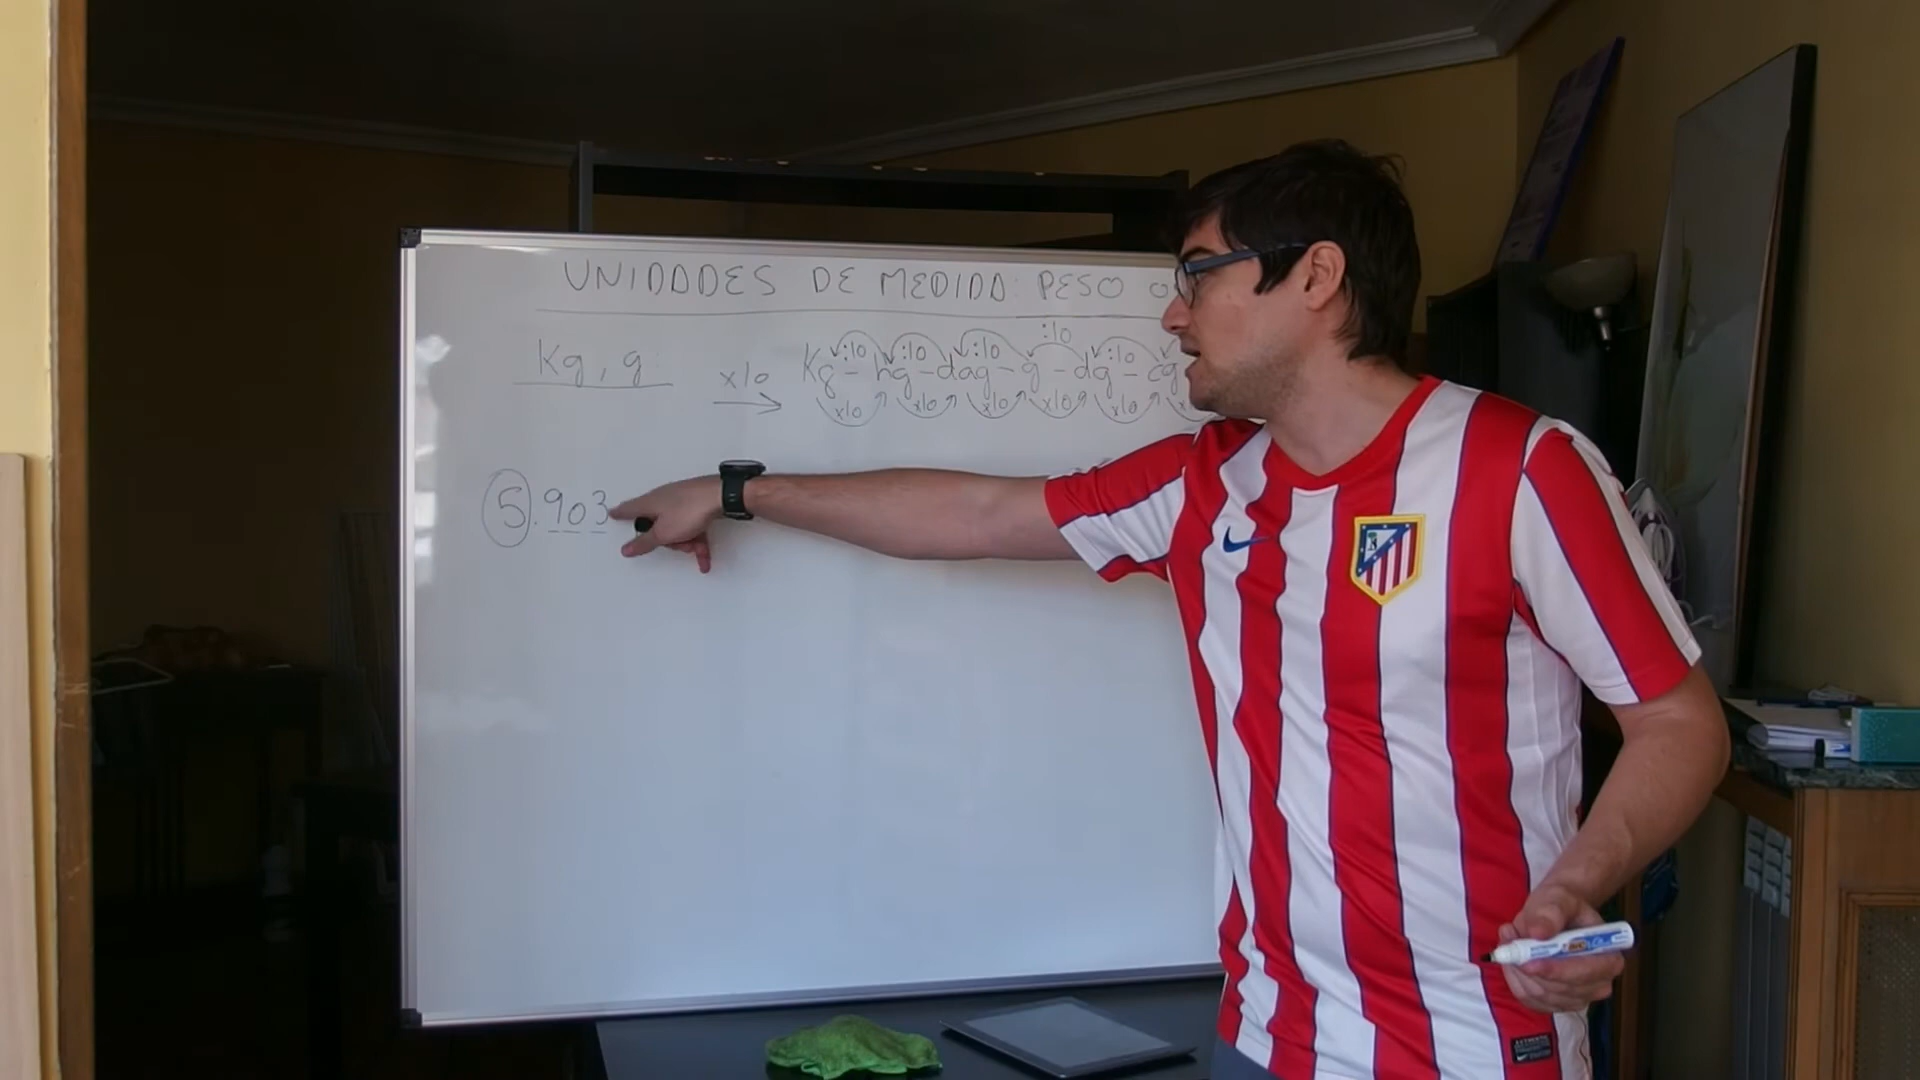 UNIDADES DE MEDIDA: PESO O
Kg, g:
:10 :10 :10 :10 :10
x10 Kg - hg - dag - g - dg - cg
x10 x10 x10 x10 x10
5.903
BIC